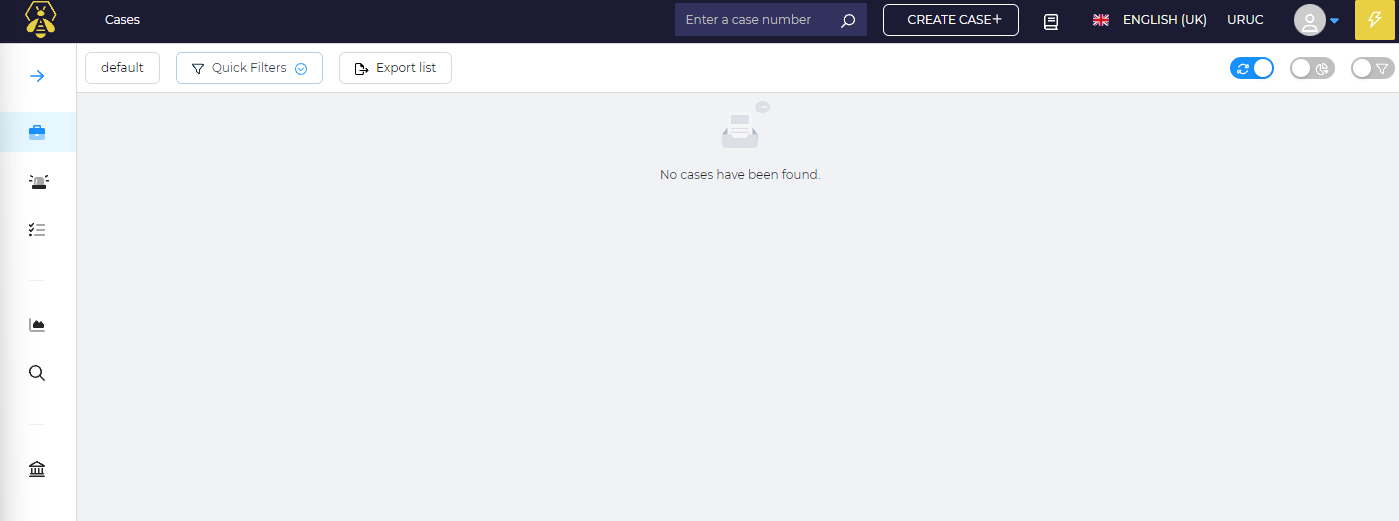 Cases
Enter a case number
CREATE CASE+
ENGLISH (UK)
URUC
default
Quick Filters
Export list
No cases have been found.